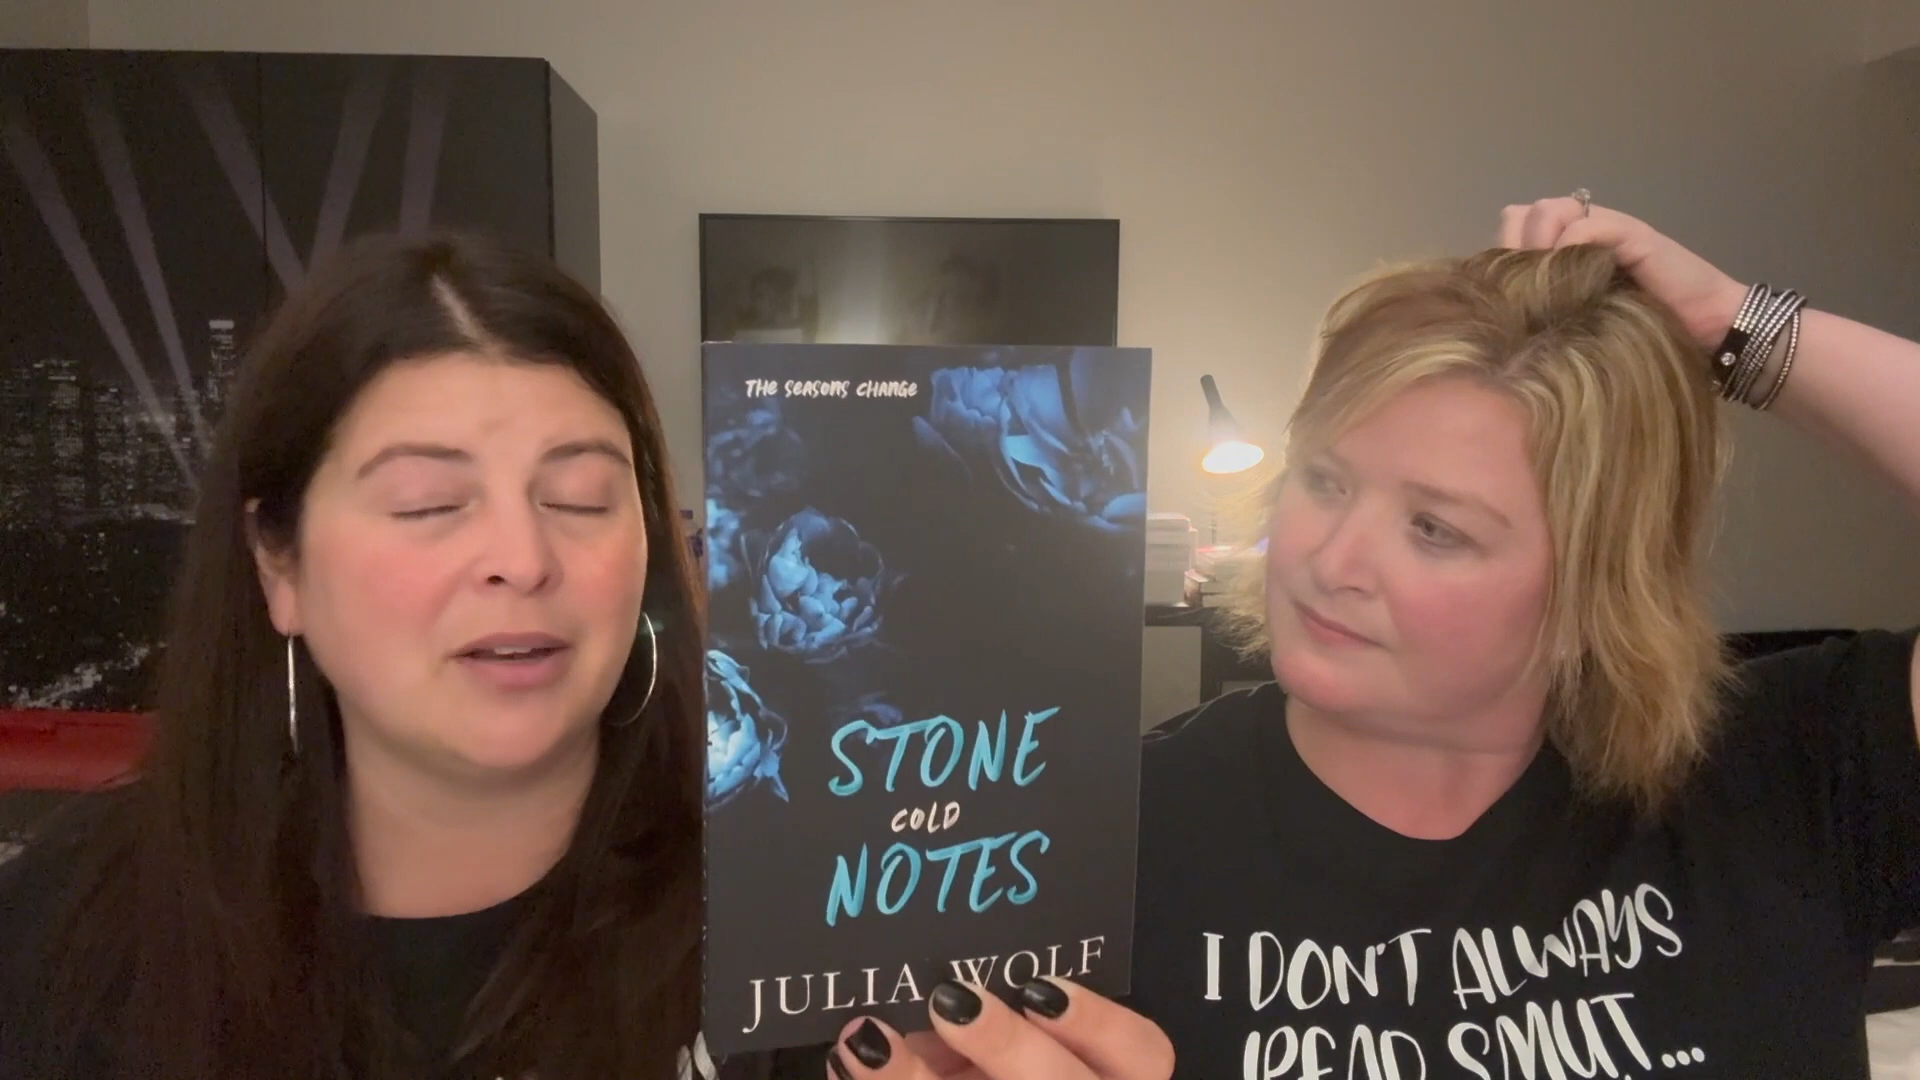 THE SEASONS CHANGE
STONE
COLD
NOTES
JULIA WOLF
I DON'T ALWAYS
READ SMUT...